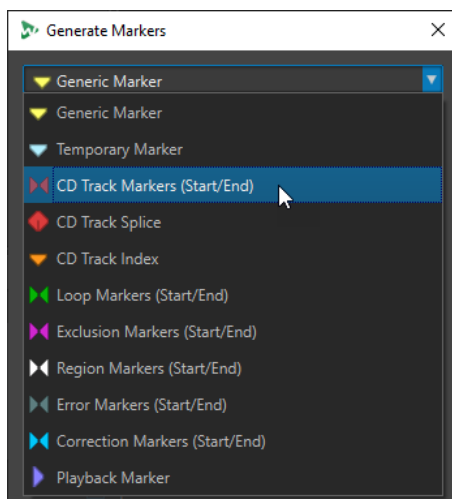 Generate Markers
Generic Marker
Generic Marker
Temporary Marker
CD Track Markers (Start/End)
CD Track Splice
CD Track Index
Loop Markers (Start/End)
Exclusion Markers (Start/End)
Region Markers (Start/End)
Error Markers (Start/End)
Correction Markers (Start/End)
Playback Marker